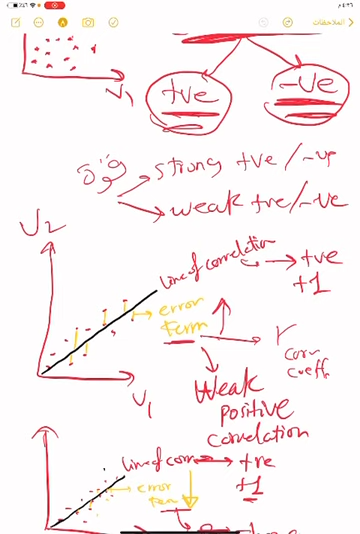 الملاحظات
V1
+ve
-ve
قوة
strong +ve/-ve
weak +ve/-ve
V2
line of correlation → +ve
+1
error
term
r
corr
coeff.
V1
Weak
positive
correlation
line of corr → +ve
+1
error
term